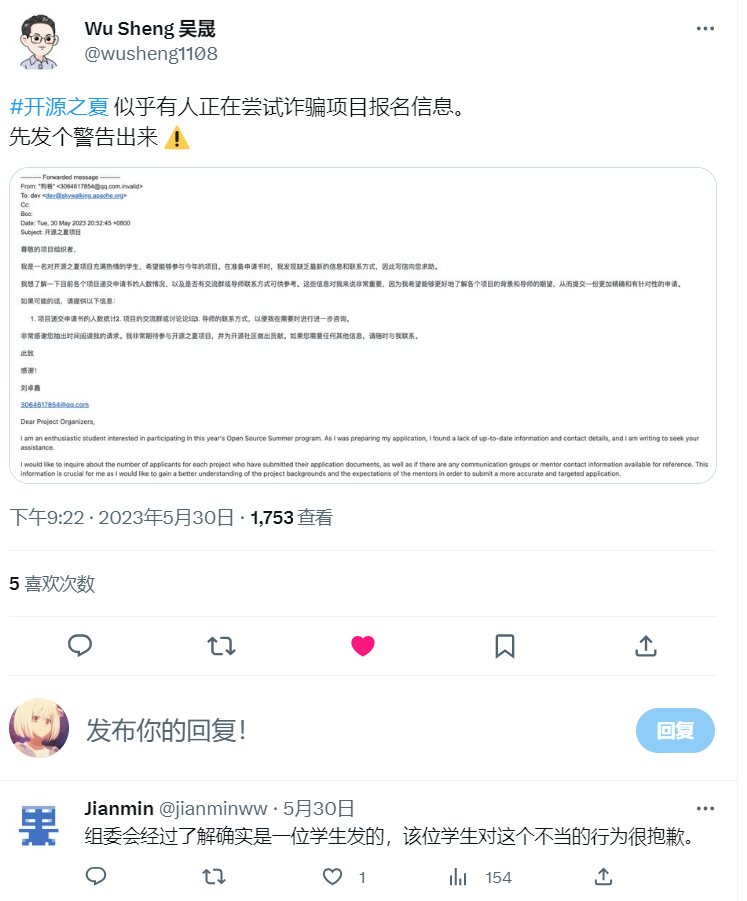 Wu Sheng 吴晟
@wusheng1108
#开源之夏 似乎有人正在尝试诈骗项目报名信息。
先发个警告出来 ⚠️
---------- Forwarded message ----------
From: "狗卷" <3064617854@qq.com.invalid>
To: dev <dev@skywalking.apache.org>
Cc:
Bcc:
Date: Tue, 30 May 2023 20:52:45 +0800
Subject: 开源之夏项目
尊敬的项目组织者，
我是一名对开源之夏项目充满热情的学生，希望能够参与今年的项目。在准备申请书时，我发现缺乏最新的信息和联系方式，因此写信向您求助。
我想了解一下目前各个项目递交申请书的人数情况，以及是否有交流群或导师联系方式可供参考。这些信息对我来说非常重要，因为我希望能够更好地了解各个项目的背景和导师的期望，从而提交一份更加精确和有针对性的申请。
如果可能的话，请提供以下信息：
1. 项目递交申请书的人数统计2. 项目的交流群或讨论论坛3. 导师的联系方式，以便我在需要时进行进一步咨询。
非常感谢您抽出时间阅读我的请求。我非常期待参与开源之夏项目，并为开源社区做出贡献。如果您需要任何其他信息，请随时与我联系。
此致
感谢！
刘卓鑫
3064617854@qq.com
Dear Project Organizers,
I am an enthusiastic student interested in participating in this year's Open Source Summer program. As I was preparing my application, I found a lack of up-to-date information and contact details, and I am writing to seek your
assistance.
I would like to inquire about the number of applicants for each project who have submitted their application documents, as well as if there are any communication groups or mentor contact information available for reference. This
information is crucial for me as I would like to gain a better understanding of the project backgrounds and the expectations of the mentors in order to submit a more accurate and targeted application.
下午9:22 · 2023年5月30日 · 1,753 查看
5 喜欢次数
发布你的回复！
回复
Jianmin @jianminww · 5月30日
组委会经过了解确实是一位学生发的，该位学生对这个不当的行为很抱歉。
1
154